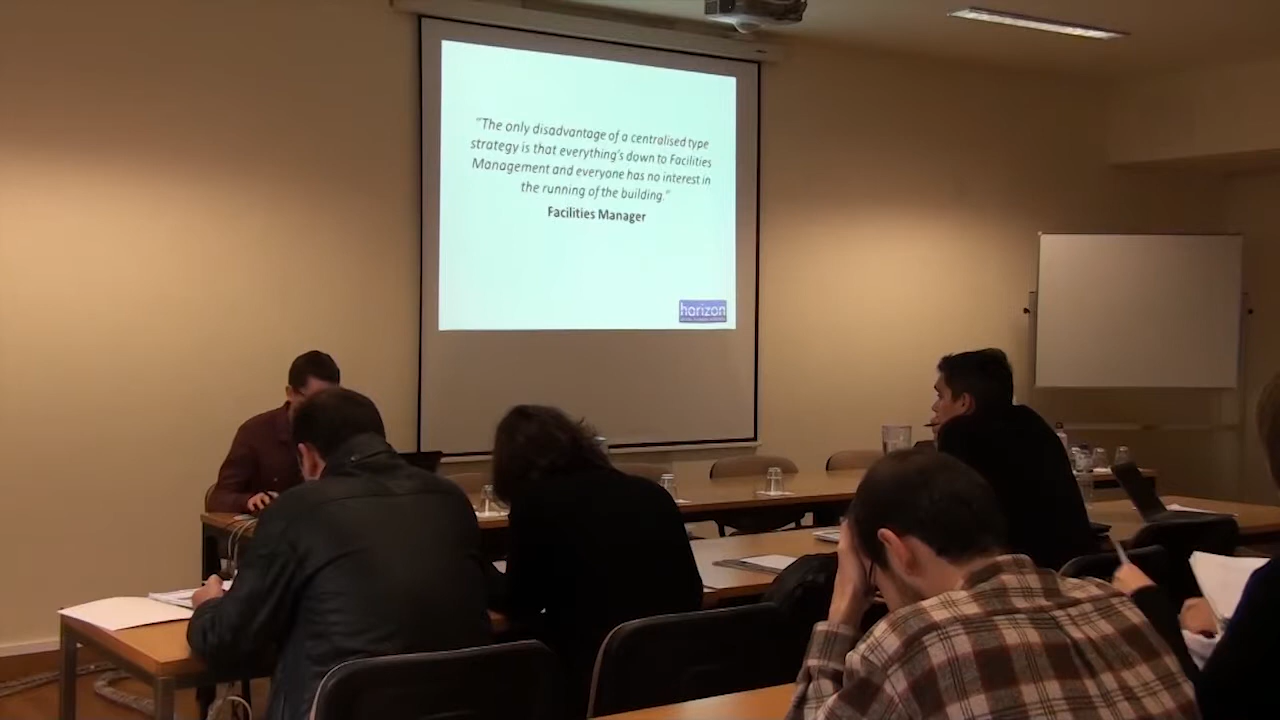 "The only disadvantage of a centralised type
strategy is that everything's down to Facilities
Management and everyone has no interest in
the running of the building."
Facilities Manager
horizon